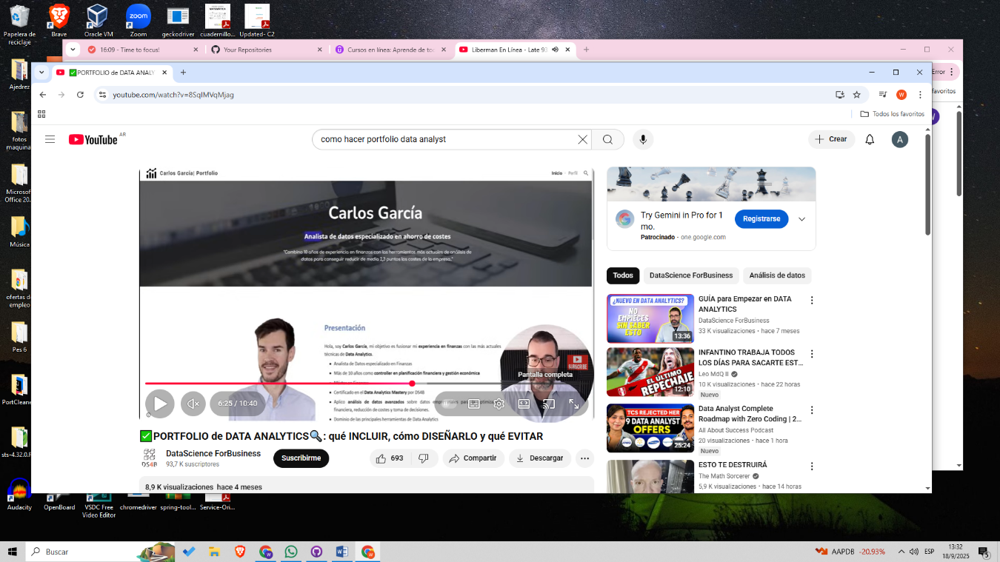 Papelera de
reciclaje
Brave
Oracle VM
Zoom
geckodriver
cuadernillo...
Updated- C2
Ajedrez
fotos
maquina
Microsof
Office 20.
Música
ofertas d
empleo
Pes 6
PortCleane
sts-4.32.0.R
Audacity
OpenBoard
VSDC Free
Video Editor
chromedriver
spring-tool...
Service-Ori...
16:09 - Time to focus!
Your Repositories
Cursos en línea: Aprende de to
Liberman En Línea - Late 93
Error
favoritos
✅PORTFOLIO de DATA ANALY
youtube.com/watch?v=8SqIMVqMjag
Todos los favoritos
YouTube AR
como hacer portfolio data analyst
Crear
A
Carlos García| Portfolio
Inicio Perfil
Carlos García
Analista de datos especializado en ahorro de costes
"Combino 10 años de experiencia en finanzas con los herramientos más actuales de análisis de
datos para conseguir reducir de media 2,3 puntos los costes de la empresa."
Presentación
Hola, soy Carlos García, mi objetivo es fusionar mi experiencia en finanzas con las más actuales
técnicas de Data Analytics.
Analista de Datos especializado en Finanzas
Más de 10 años como controller en planificación financiera y gestión económica
Certificado en el Data Analytics Mastery por DS4B
Aplico análisis de datos avanzados sobre datos
financiera, reducción de costes y toma de decisiones.
Dominio de las principales herramientas de Data Analytics
SUBSCRIBE
Pantalla completa
6:25 / 10:40
✅PORTFOLIO de DATA ANALYTICS🔍: qué INCLUIR, cómo DISEÑARLO y qué EVITAR
DS4B
DataScience ForBusiness
93,7 K suscriptores
Suscribirme
693
Compartir
Descargar
8,9 K visualizaciones hace 4 meses
Try Gemini in Pro for 1
mo.
Patrocinado · one.google.com
Registrarse
Todos
DataScience ForBusiness
Análisis de datos
¿NUEVO EN DATA ANALYTICS?
NO
EMPIECES
SIN SABER
ESTO
13:36
GUÍA para Empezar en DATA
ANALYTICS
DataScience ForBusiness
33 K visualizaciones · hace 7 meses
EL ÚLTIMO
REPECHAJE
12:10
INFANTINO TRABAJA TODOS
LOS DÍAS PARA SACARTE EST...
Leo MdQ II
10 K visualizaciones · hace 22 horas
Nuevo
TCS REJECTED HER
9 DATA ANALYST
OFFERS
25:24
Data Analyst Complete
Roadmap with Zero Coding | 2...
All About Success Podcast
20 visualizaciones · hace 1 hora
Nuevo
ESTO TE DESTRUIRÁ
The Math Sorcerer
5,9 K visualizaciones · hace 14 horas
Buscar
AAPDB -20,93%
ESP
13:32
18/9/2025
5